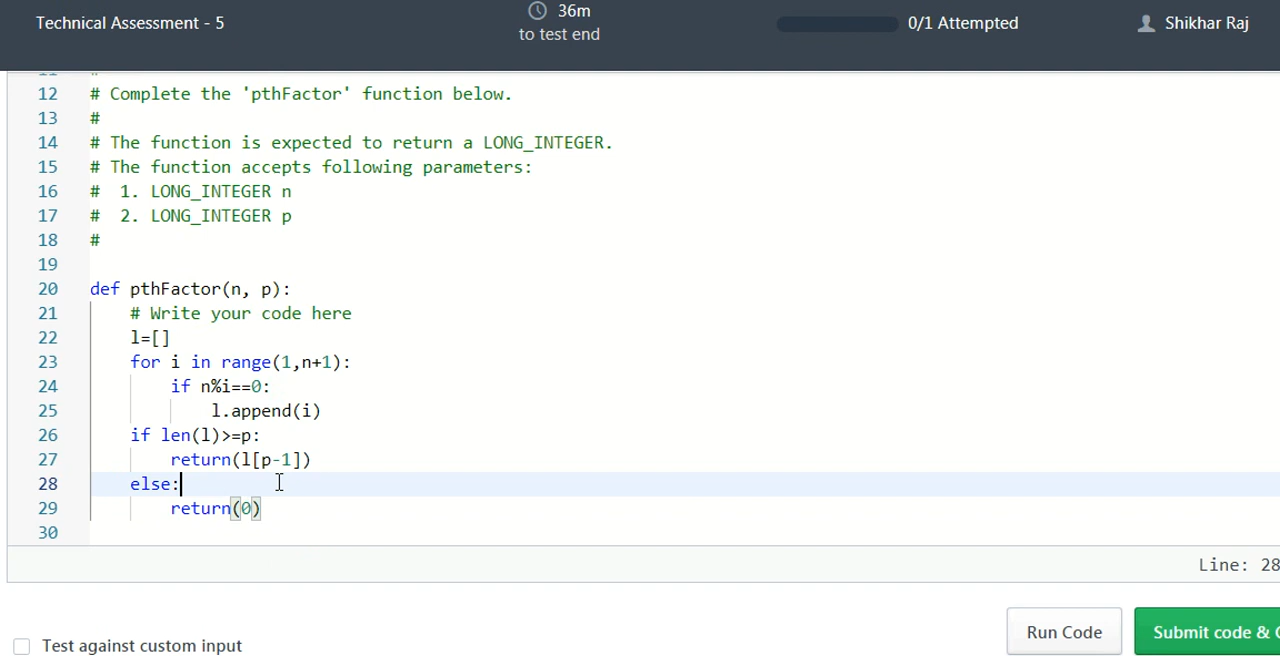 Technical Assessment - 5
36m
to test end
0/1 Attempted
Shikhar Raj
12 # Complete the 'pthFactor' function below.
13 #
14 # The function is expected to return a LONG_INTEGER.
15 # The function accepts following parameters:
16 #  1. LONG_INTEGER n
17 #  2. LONG_INTEGER p
18 #
19
20 def pthFactor(n, p):
21     # Write your code here
22     l=[]
23     for i in range(1,n+1):
24         if n%i==0:
25             l.append(i)
26     if len(l)>=p:
27         return(l[p-1])
28     else:
29         return(0)
30
Line: 28
Run Code
Submit code &
Test against custom input